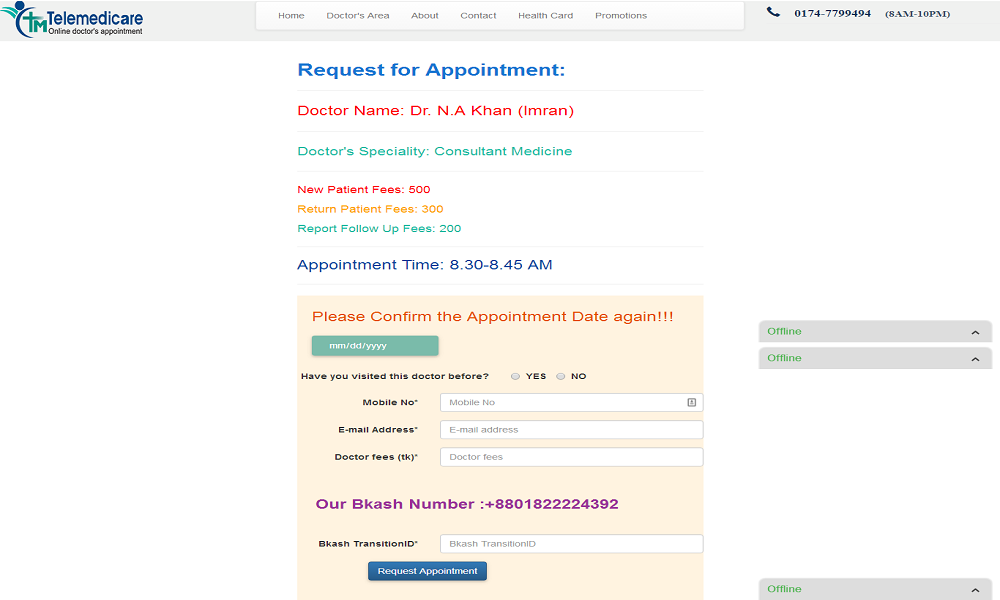 TM Telemedicare
Online doctor's appointment
Home Doctor's Area About Contact Health Card Promotions
0174-7799494 (8AM-10PM)
Request for Appointment:
Doctor Name: Dr. N.A Khan (Imran)
Doctor's Speciality: Consultant Medicine
New Patient Fees: 500
Return Patient Fees: 300
Report Follow Up Fees: 200
Appointment Time: 8.30-8.45 AM
Please Confirm the Appointment Date again!!!
mm/dd/yyyy
Have you visited this doctor before? YES NO
Mobile No* Mobile No
E-mail Address* E-mail address
Doctor fees (tk)* Doctor fees
Our Bkash Number :+8801822224392
Bkash TransitionID* Bkash TransitionID
Request Appointment
Offline
Offline
Offline